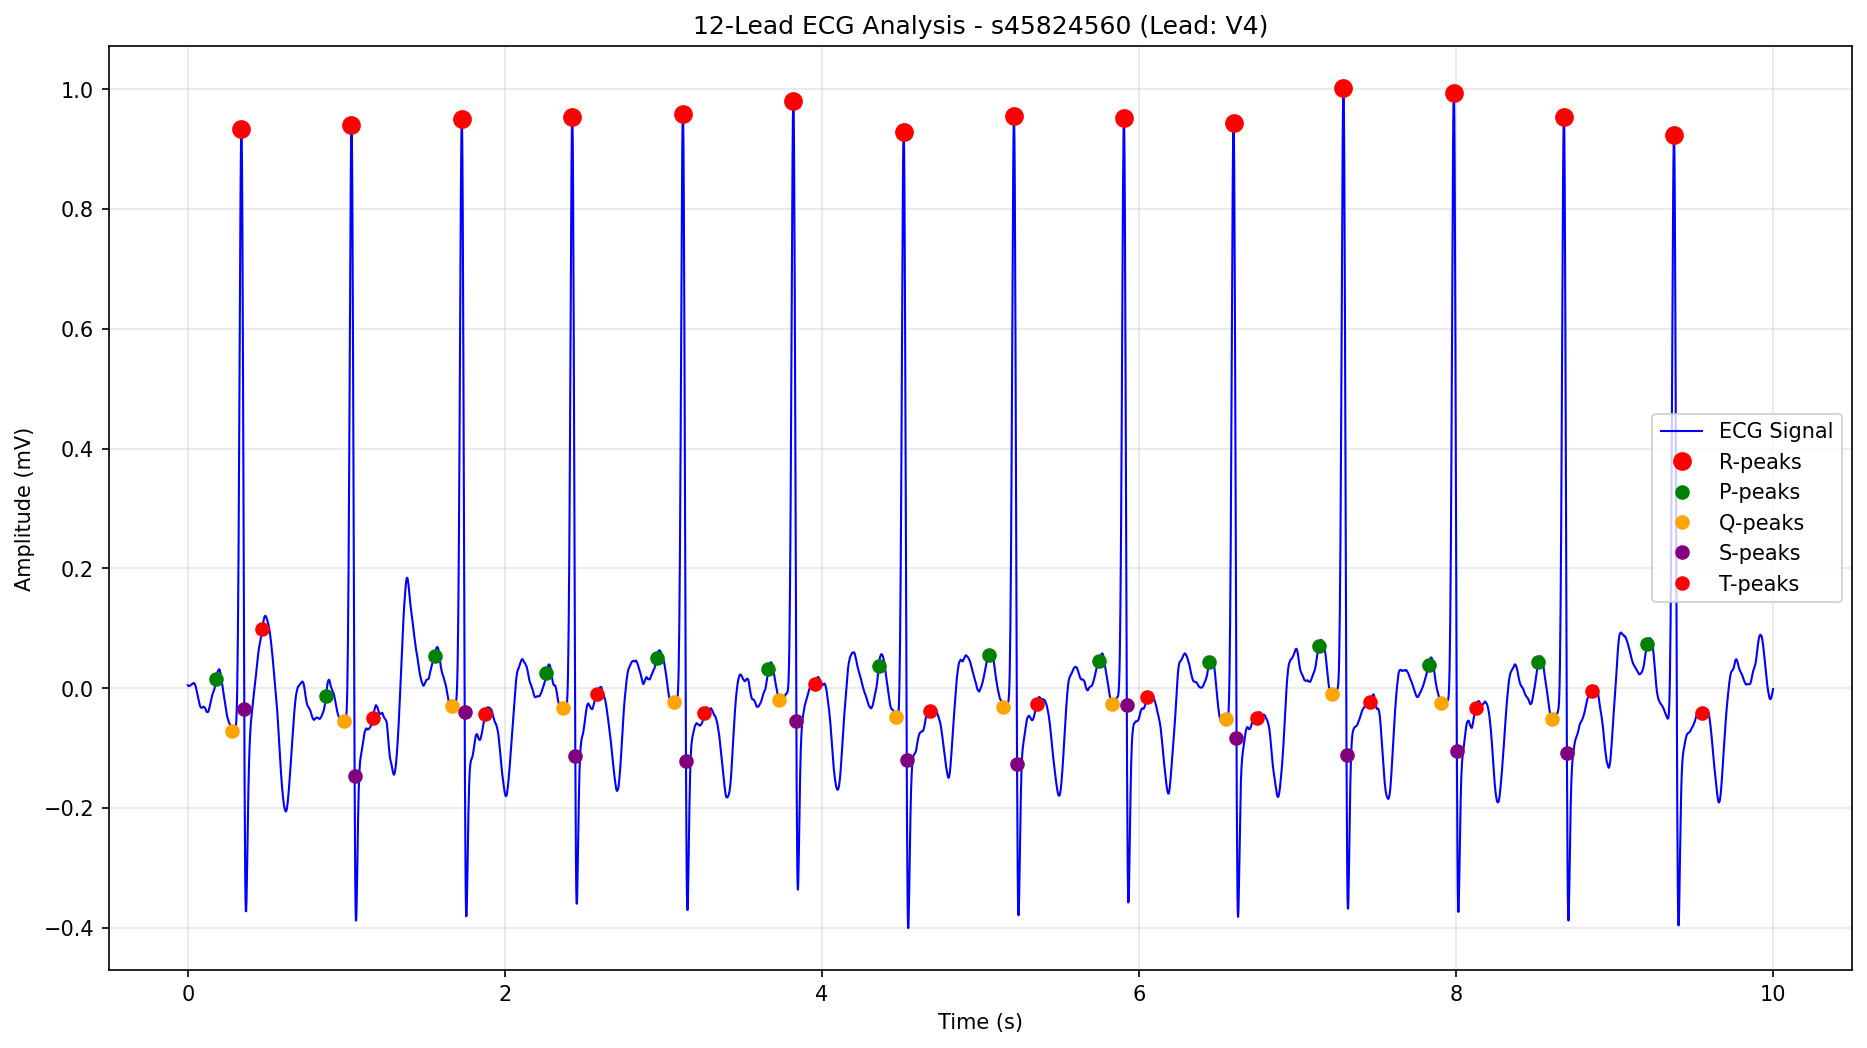 12-Lead ECG Analysis - s45824560 (Lead: V4)
Amplitude (mV)
1.0
0.8
0.6
0.4
0.2
0.0
−0.2
−0.4
ECG Signal
R-peaks
P-peaks
Q-peaks
S-peaks
T-peaks
0 2 4 6 8 10
Time (s)